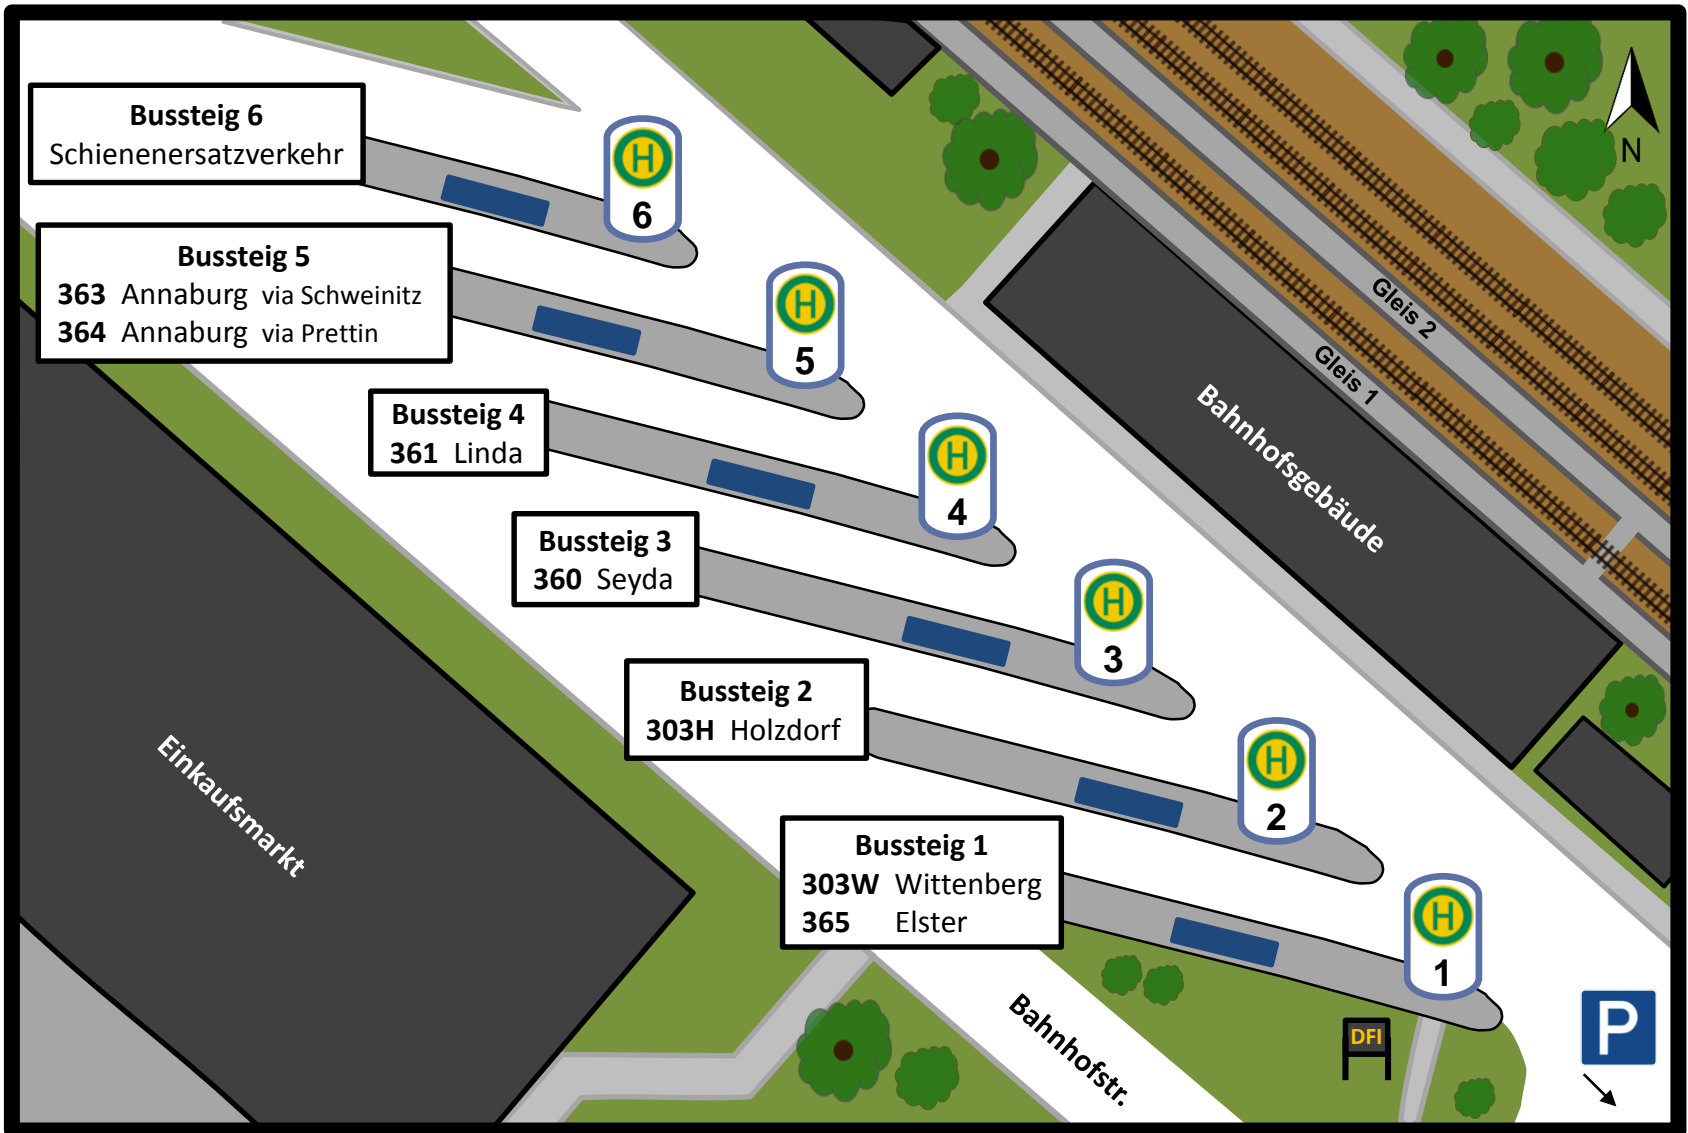 Bussteig 6
Schienenersatzverkehr
H
6
N
Bussteig 5
363 Annaburg via Schweinitz
364 Annaburg via Prettin
H
5
Gleis 2
Gleis 1
Bussteig 4
361 Linda
H
4
Bahnhofsgebäude
Bussteig 3
360 Seyda
H
3
Bussteig 2
303H Holzdorf
H
2
Einkaufsmarkt
Bussteig 1
303W Wittenberg
365 Elster
H
1
Bahnhofstr.
DFI
P